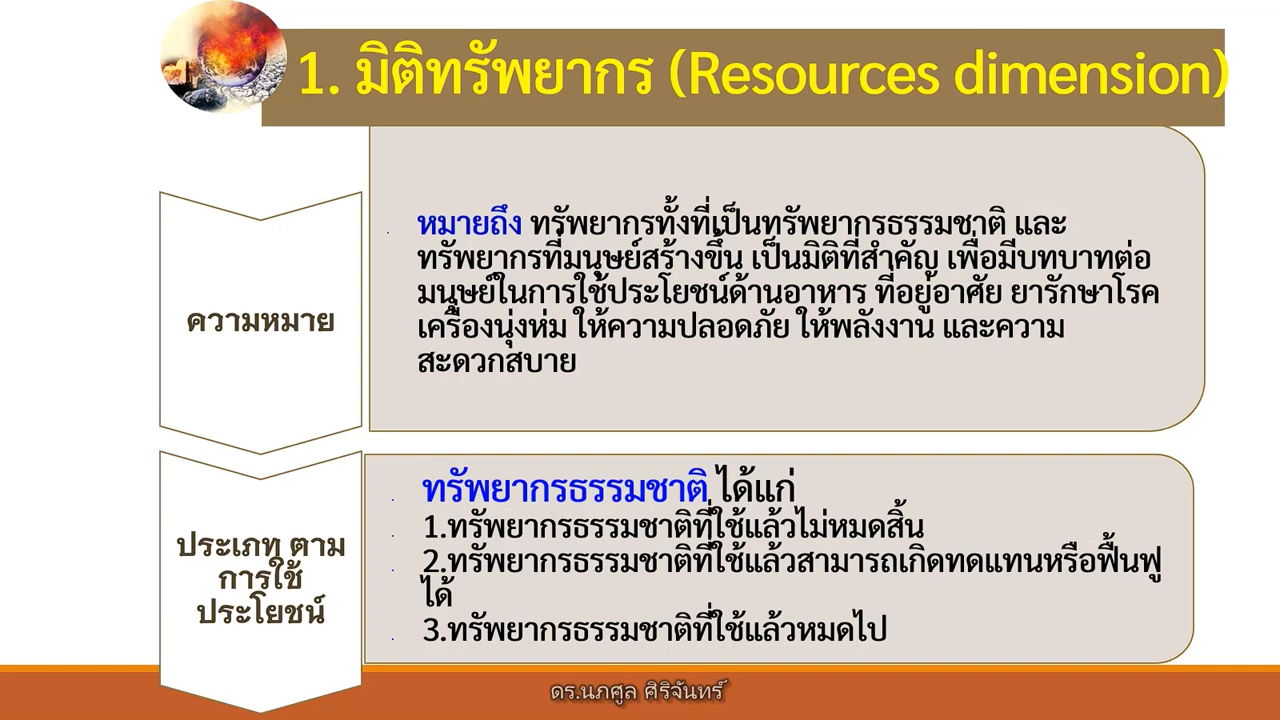 1. มิติทรัพยากร (Resources dimension)
ความหมาย
หมายถึง ทรัพยากรทั้งที่เป็นทรัพยากรธรรมชาติ และ
ทรัพยากรที่มนุษย์สร้างขึ้น เป็นมิติที่สำคัญ เพื่อมีบทบาทต่อ
มนุษย์ในการใช้ประโยชน์ด้านอาหาร ที่อยู่อาศัย ยารักษาโรค
เครื่องนุ่งห่ม ให้ความปลอดภัย ให้พลังงาน และความ
สะดวกสบาย
ประเภท ตาม
การใช้
ประโยชน์
ทรัพยากรธรรมชาติ ได้แก่
1.ทรัพยากรธรรมชาติที่ใช้แล้วไม่หมดสิ้น
2.ทรัพยากรธรรมชาติที่ใช้แล้วสามารถเกิดทดแทนหรือฟื้นฟู
ได้
3.ทรัพยากรธรรมชาติที่ใช้แล้วหมดไป
ดร.นภศูล ศิริจันทร์